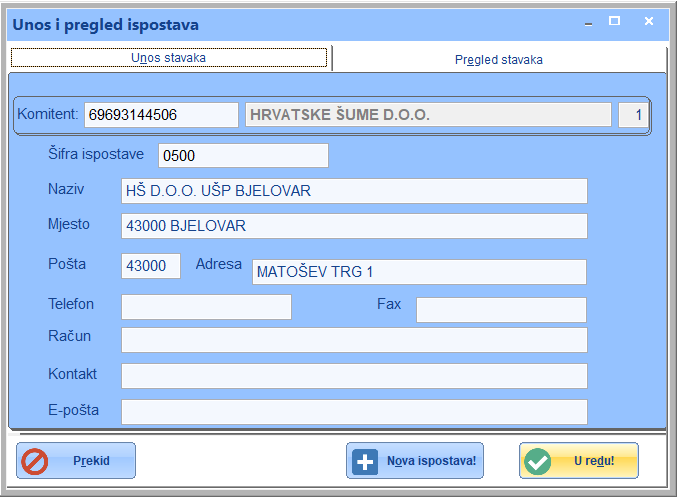 Unos i pregled ispostava
Unos stavaka
Pregled stavaka
Komitent: 69693144506 HRVATSKE ŠUME D.O.O. 1
Šifra ispostave 0500
Naziv HŠ D.O.O. UŠP BJELOVAR
Mjesto 43000 BJELOVAR
Pošta 43000 Adresa MATOŠEV TRG 1
Telefon Fax
Račun
Kontakt
E-pošta
Prekid Nova ispostava! U redu!